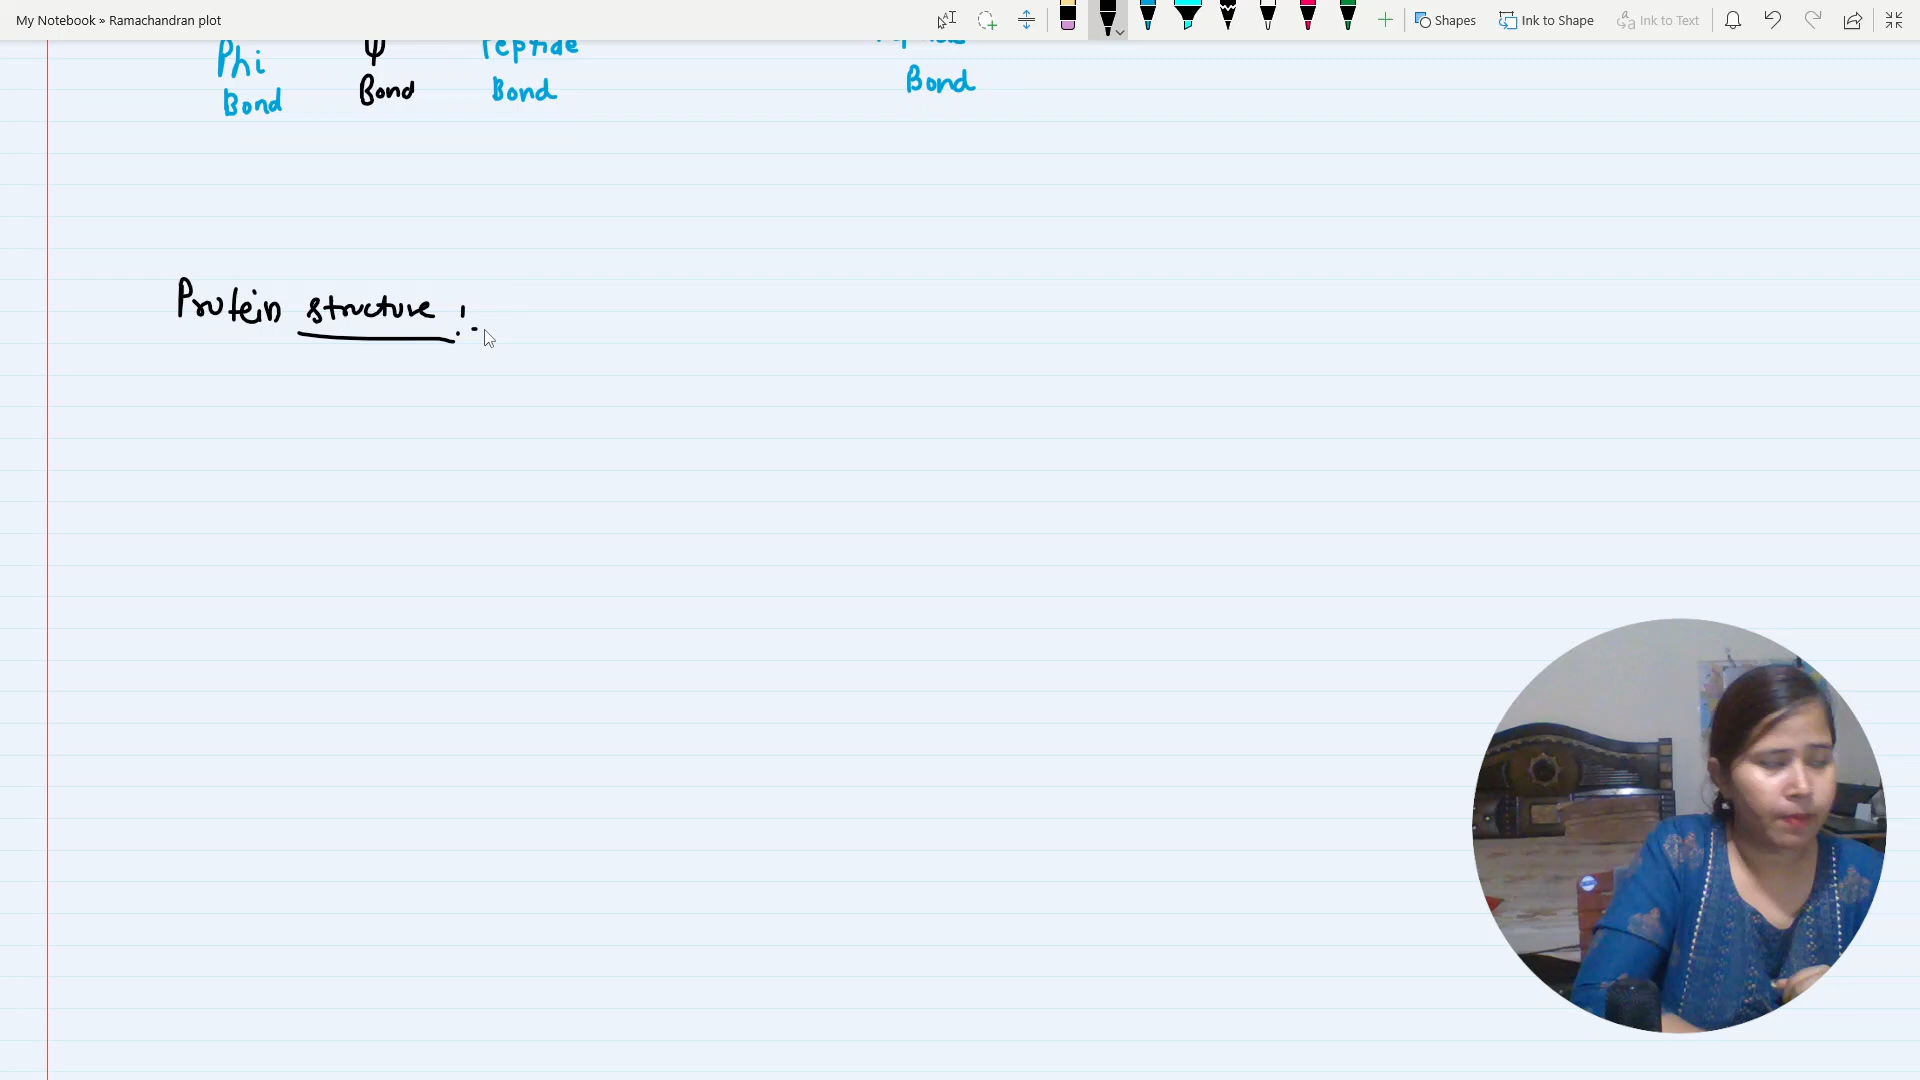 My Notebook » Ramachandran plot
Shapes
Ink to Shape
Ink to Text
Phi
Bond
ψ
Bond
Peptide
Bond
Bond
Protein structure :-